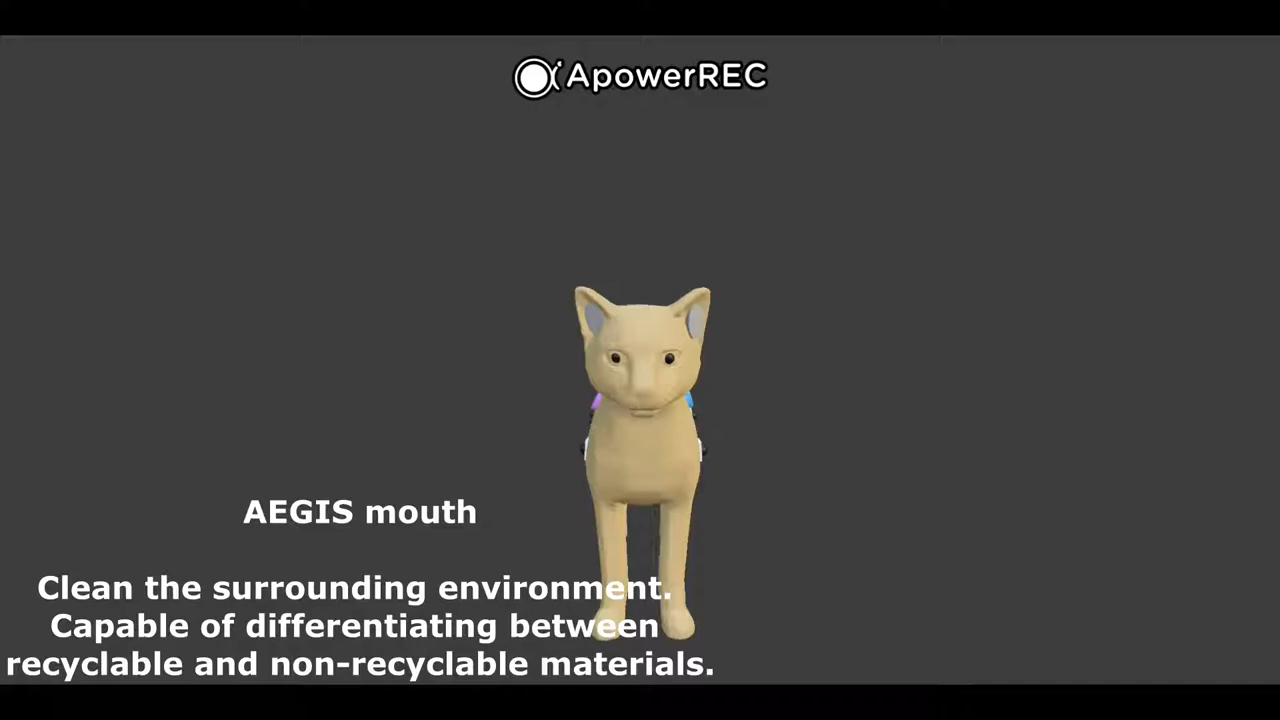 ApowerREC
AEGIS mouth
Clean the surrounding environment.
Capable of differentiating between
recyclable and non-recyclable materials.